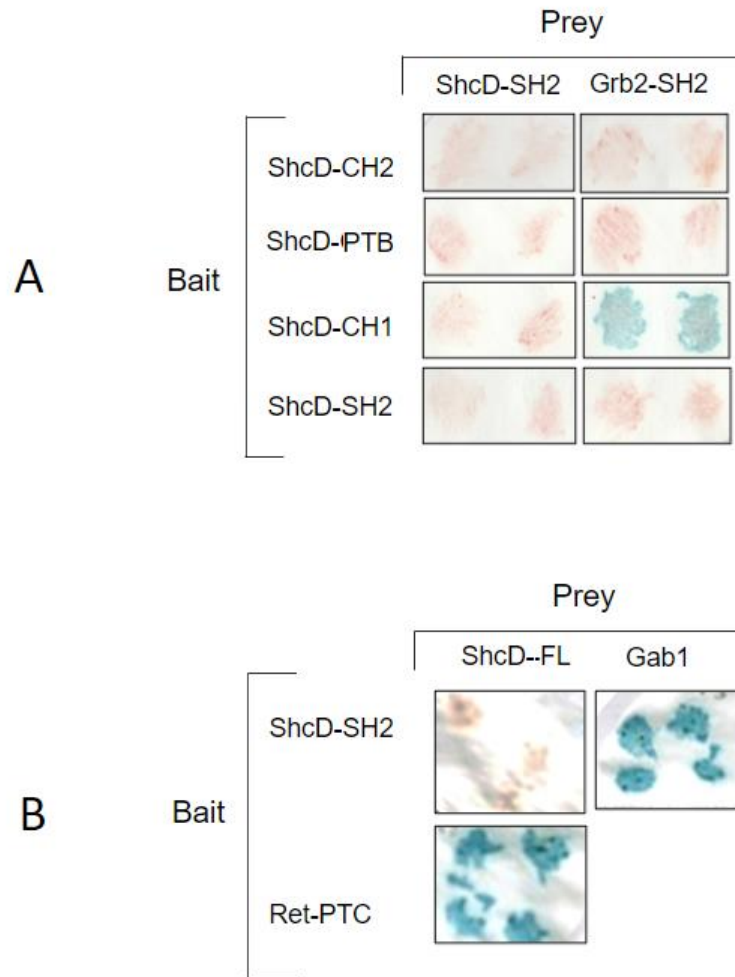 Prey
ShcD-SH2 Grb2-SH2
ShcD-CH2
ShcD-PTB
A
Bait
ShcD-CH1
ShcD-SH2
Prey
ShcD--FL Gab1
ShcD-SH2
B
Bait
Ret-PTC